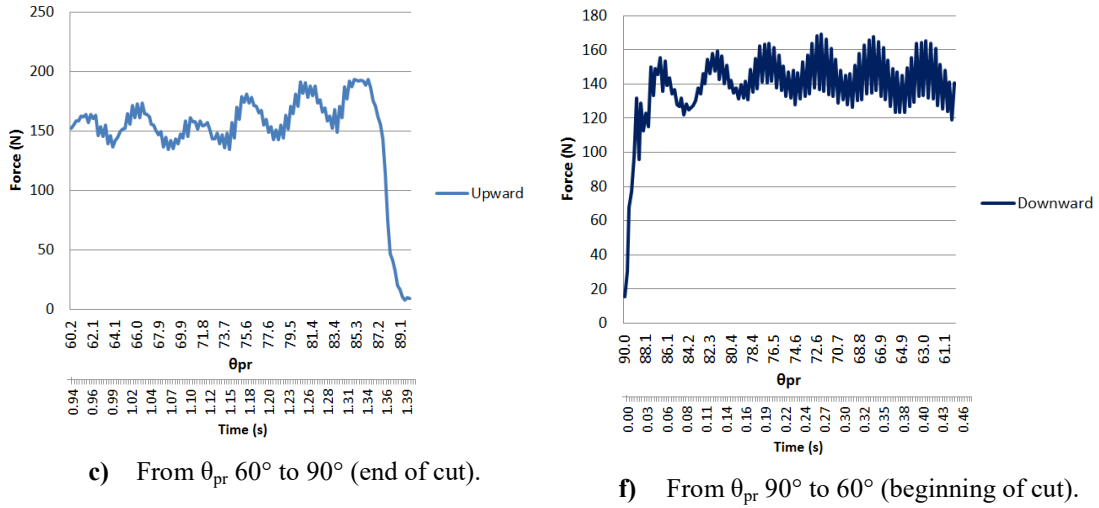 250
200
150
100
50
0
Force (N)
Upward
60.2 62.1 64.1 66.0 67.9 69.9 71.8 73.7 75.6 77.6 79.5 81.4 83.4 85.3 87.2 89.1
θpr
0.94 0.96 0.99 1.02 1.04 1.07 1.10 1.12 1.15 1.18 1.20 1.23 1.26 1.28 1.31 1.34 1.36 1.39
Time (s)
c) From θpr 60° to 90° (end of cut).
180
160
140
120
100
80
60
40
20
0
Force (N)
Downward
90.0 88.1 86.1 84.2 82.3 80.4 78.4 76.5 74.6 72.6 70.7 68.8 66.9 64.9 63.0 61.1
θpr
0.00 0.03 0.06 0.08 0.11 0.14 0.16 0.19 0.22 0.24 0.27 0.30 0.32 0.35 0.38 0.40 0.43 0.46
Time (s)
f) From θpr 90° to 60° (beginning of cut).